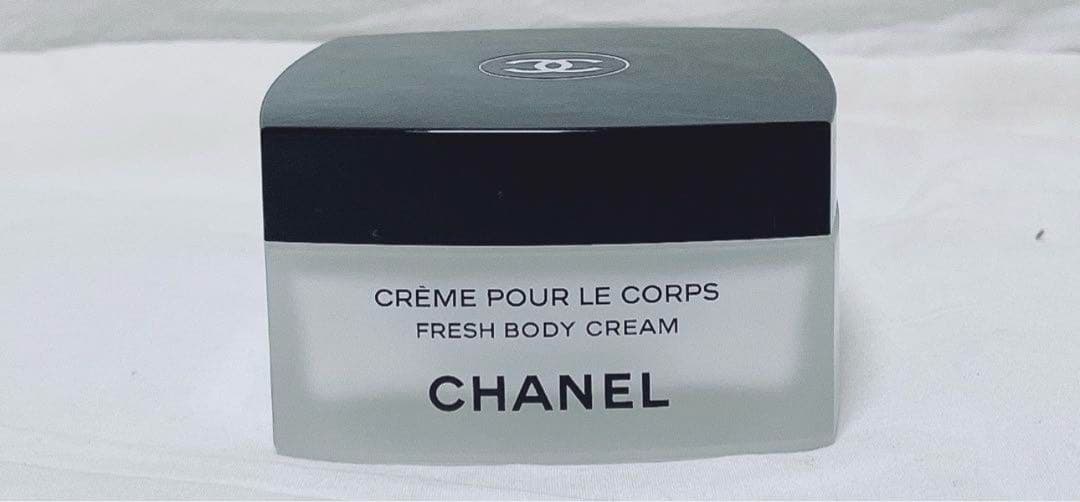 CRÈME POUR LE CORPS
FRESH BODY CREAM
CHANEL